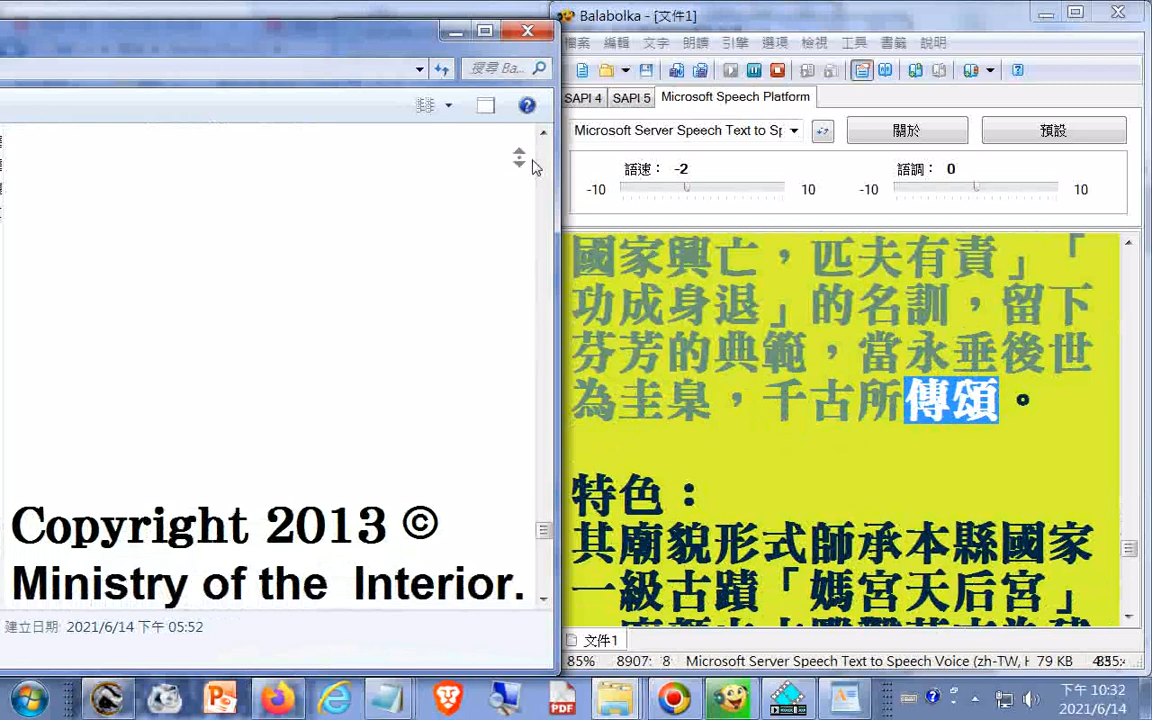 搜尋 Ba...
Copyright 2013 ©
Ministry of the Interior.
建立日期: 2021/6/14 下午 05:52
Balabolka - [文件1]
檔案 編輯 文字 朗讀 引擎 選項 檢視 工具 書籤 說明
SAPI 4 SAPI 5 Microsoft Speech Platform
Microsoft Server Speech Text to Sp 關於 預設
語速： -2 語調： 0
-10 10 -10 10
國家興亡，匹夫有責」「
功成身退」的名訓，留下
芬芳的典範，當永垂後世
為圭臬，千古所傳頌。
特色：
其廟貌形式師承本縣國家
一級古蹟「媽宮天后宮」
文件1
85% 8907: 8 Microsoft Server Speech Text to Speech Voice (zh-TW, H 79 KB
PDF
下午 10:32
2021/6/14